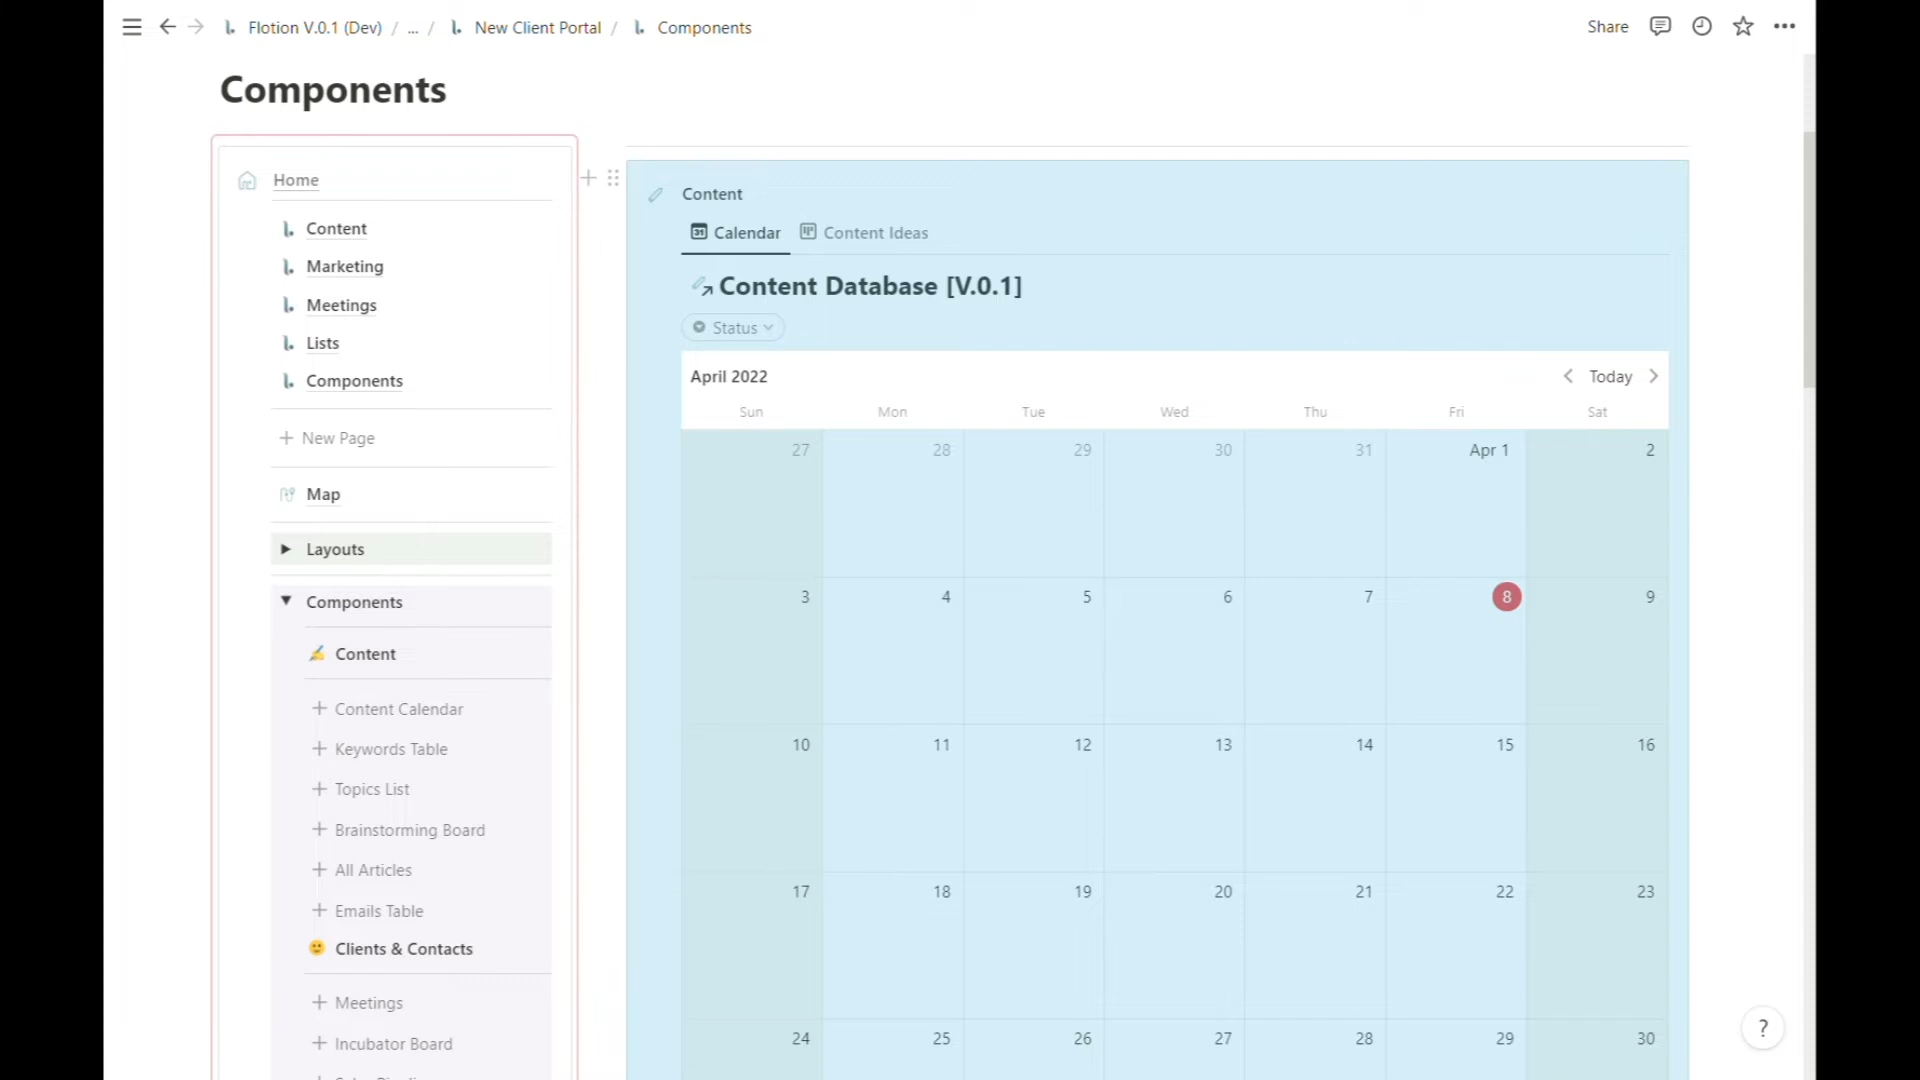 Flotion V.0.1 (Dev) / ... / New Client Portal / Components
Share
Components
Home
Content
Marketing
Meetings
Lists
Components
+ New Page
Map
Layouts
Components
Content
+ Content Calendar
+ Keywords Table
+ Topics List
+ Brainstorming Board
+ All Articles
+ Emails Table
Clients & Contacts
+ Meetings
+ Incubator Board
Content
Calendar Content Ideas
Content Database [V.0.1]
Status
April 2022 Today
Sun Mon Tue Wed Thu Fri Sat
27 28 29 30 31 Apr 1 2
3 4 5 6 7 8 9
10 11 12 13 14 15 16
17 18 19 20 21 22 23
24 25 26 27 28 29 30
?